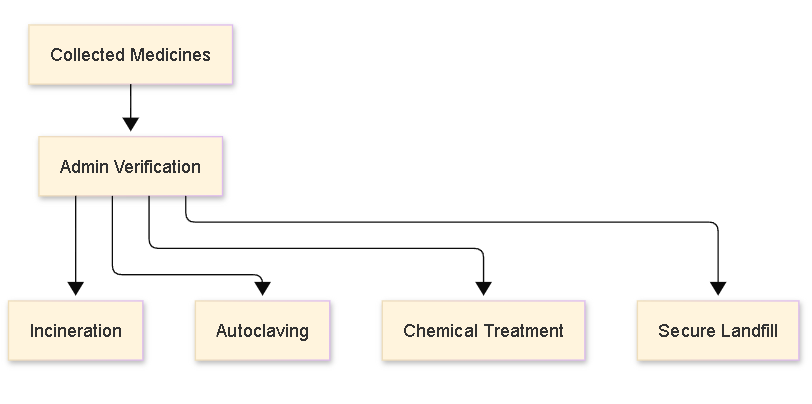 Collected Medicines
Admin Verification
Incineration
Autoclaving
Chemical Treatment
Secure Landfill